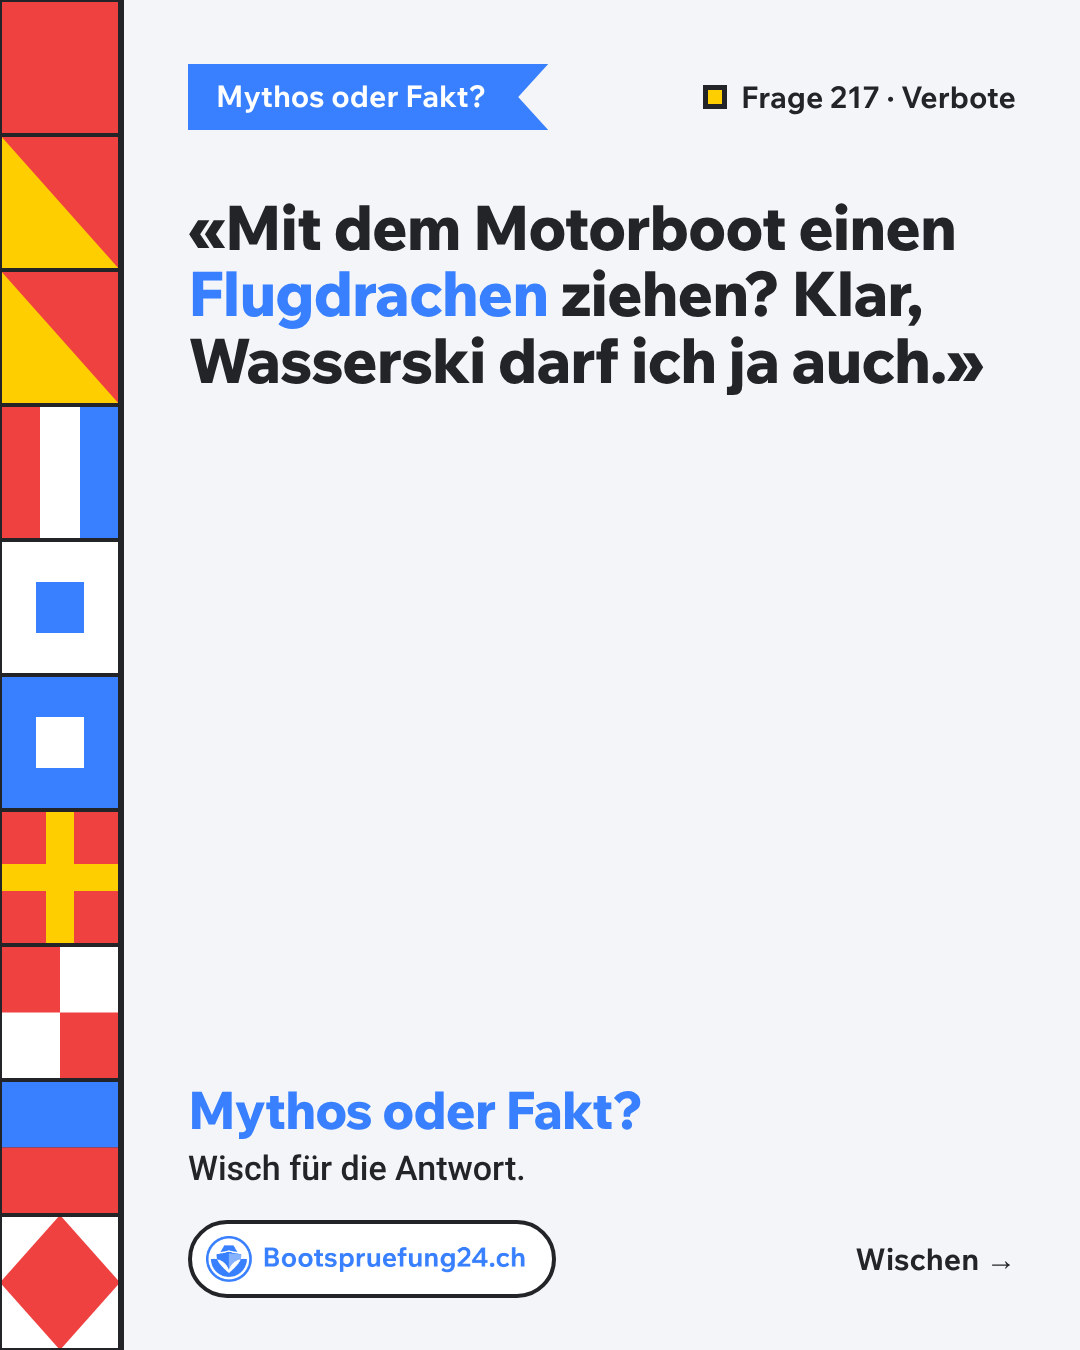 Mythos oder Fakt?
Frage 217 · Verbote
«Mit dem Motorboot einen
Flugdrachen ziehen? Klar,
Wasserski darf ich ja auch.»
Mythos oder Fakt?
Wisch für die Antwort.
Bootspruefung24.ch
Wischen →